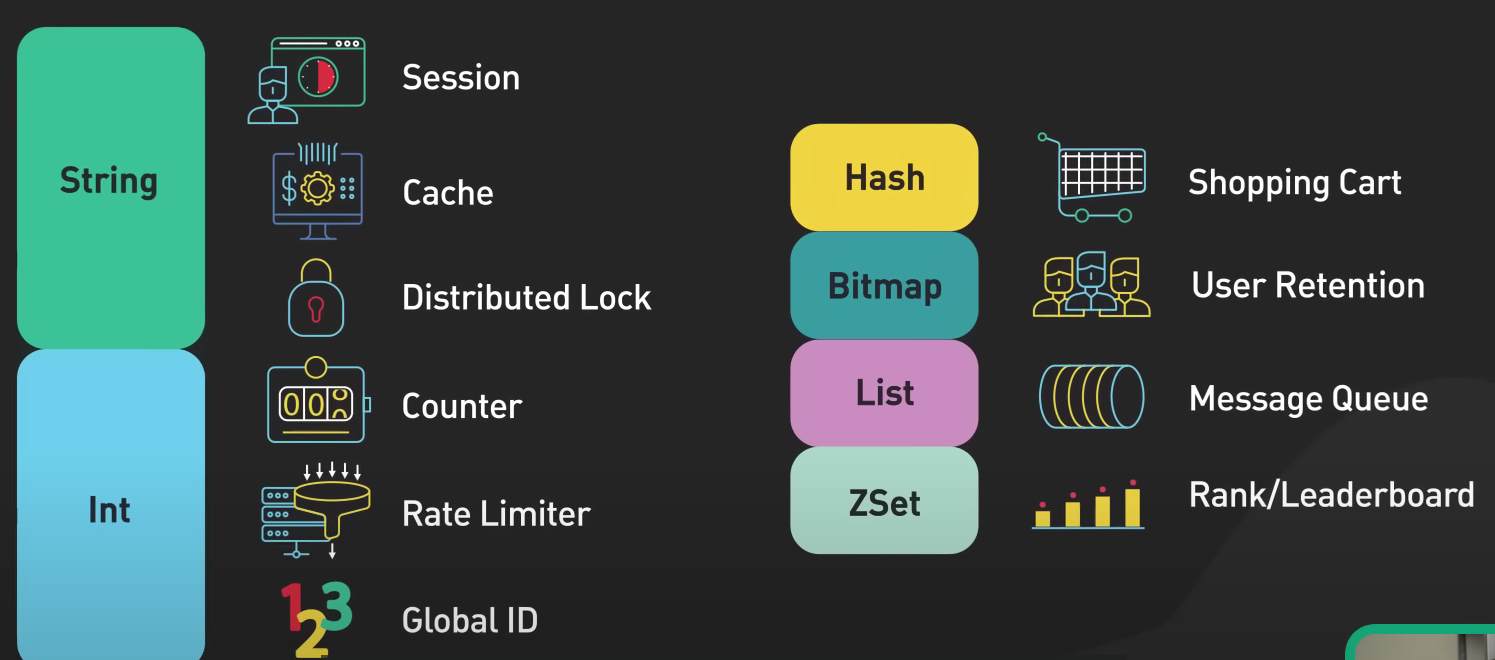 String
Session
Cache
Distributed Lock
Int
Counter
Rate Limiter
123
Global ID
Hash
Shopping Cart
Bitmap
User Retention
List
Message Queue
ZSet
Rank/Leaderboard
$
00